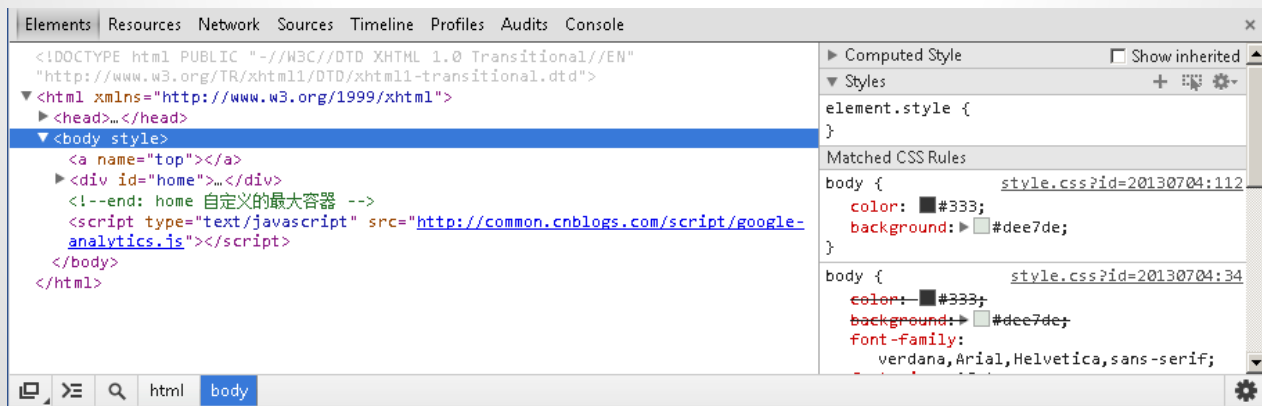 Elements Resources Network Sources Timeline Profiles Audits Console ×
<!DOCTYPE html PUBLIC "-//W3C//DTD XHTML 1.0 Transitional//EN"
"http://www.w3.org/TR/xhtml1/DTD/xhtml1-transitional.dtd">
▼<html xmlns="http://www.w3.org/1999/xhtml">
▶<head>…</head>
▼<body style>
<a name="top"></a>
▶<div id="home">…</div>
<!--end: home 自定义的最大容器 -->
<script type="text/javascript" src="http://common.cnblogs.com/script/google-
analytics.js"></script>
</body>
</html>
▶ Computed Style Show inherited
▼ Styles
element.style {
}
Matched CSS Rules
body { style.css?id=20130704:112
color: #333;
background:▶ #dee7de;
}
body { style.css?id=20130704:34
color: #333;
background:▶ #dee7de;
font-family:
verdana,Arial,Helvetica,sans-serif;
html body